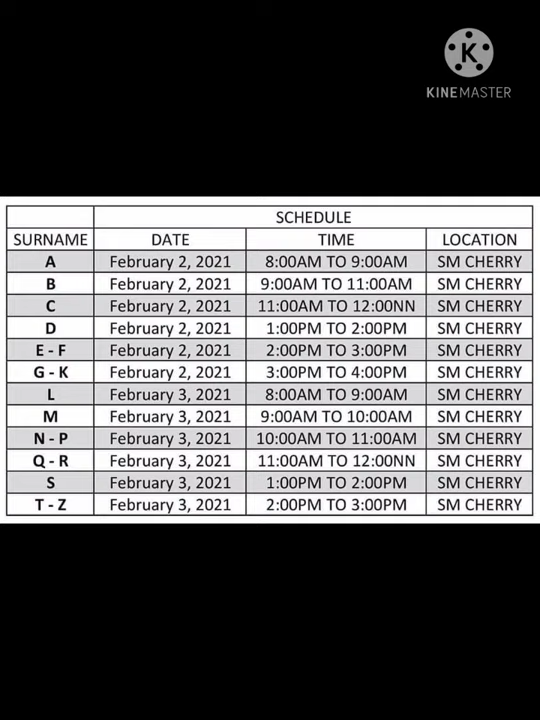 K
KINEMASTER
SCHEDULE
SURNAME DATE TIME LOCATION
A February 2, 2021 8:00AM TO 9:00AM SM CHERRY
B February 2, 2021 9:00AM TO 11:00AM SM CHERRY
C February 2, 2021 11:00AM TO 12:00NN SM CHERRY
D February 2, 2021 1:00PM TO 2:00PM SM CHERRY
E - F February 2, 2021 2:00PM TO 3:00PM SM CHERRY
G - K February 2, 2021 3:00PM TO 4:00PM SM CHERRY
L February 3, 2021 8:00AM TO 9:00AM SM CHERRY
M February 3, 2021 9:00AM TO 10:00AM SM CHERRY
N - P February 3, 2021 10:00AM TO 11:00AM SM CHERRY
Q - R February 3, 2021 11:00AM TO 12:00NN SM CHERRY
S February 3, 2021 1:00PM TO 2:00PM SM CHERRY
T - Z February 3, 2021 2:00PM TO 3:00PM SM CHERRY